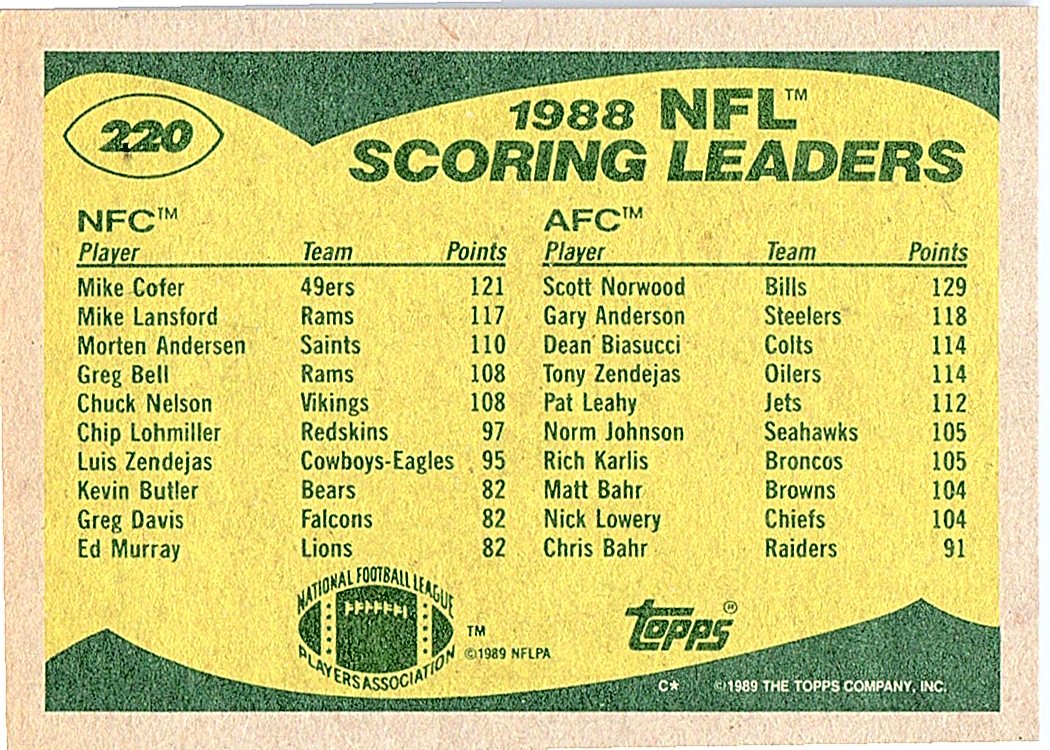 220
1988 NFL™
SCORING LEADERS
NFC™
Player Team Points
Mike Cofer 49ers 121
Mike Lansford Rams 117
Morten Andersen Saints 110
Greg Bell Rams 108
Chuck Nelson Vikings 108
Chip Lohmiller Redskins 97
Luis Zendejas Cowboys-Eagles 95
Kevin Butler Bears 82
Greg Davis Falcons 82
Ed Murray Lions 82
AFC™
Player Team Points
Scott Norwood Bills 129
Gary Anderson Steelers 118
Dean Biasucci Colts 114
Tony Zendejas Oilers 114
Pat Leahy Jets 112
Norm Johnson Seahawks 105
Rich Karlis Broncos 105
Matt Bahr Browns 104
Nick Lowery Chiefs 104
Chris Bahr Raiders 91
NATIONAL FOOTBALL LEAGUE
PLAYERS ASSOCIATION
TM
©1989 NFLPA
topps®
C* ©1989 THE TOPPS COMPANY, INC.